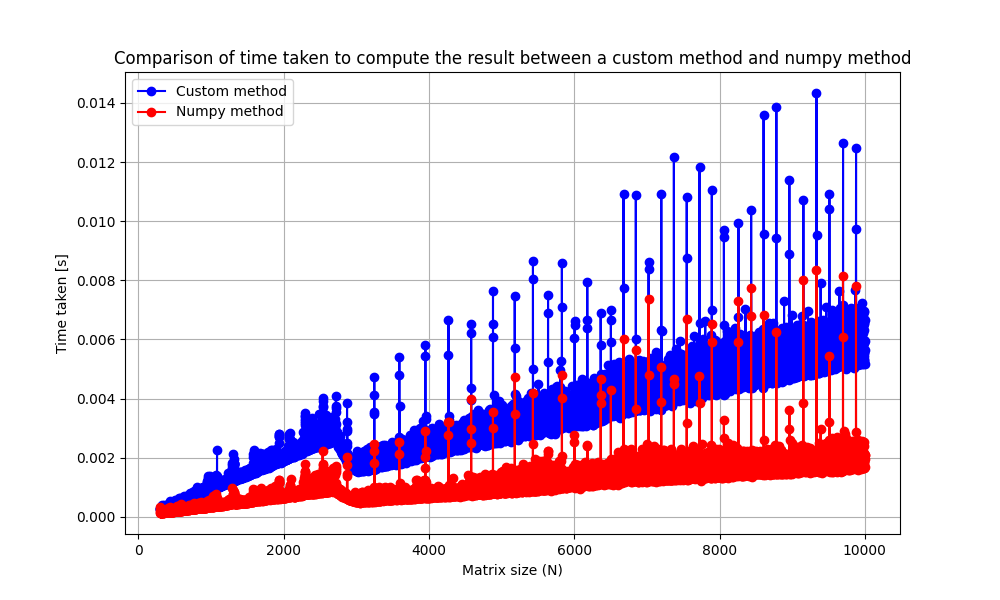 Comparison of time taken to compute the result between a custom method and numpy method
Custom method
Numpy method
0.014
0.012
0.010
0.008
0.006
0.004
0.002
0.000
Time taken [s]
0 2000 4000 6000 8000 10000
Matrix size (N)